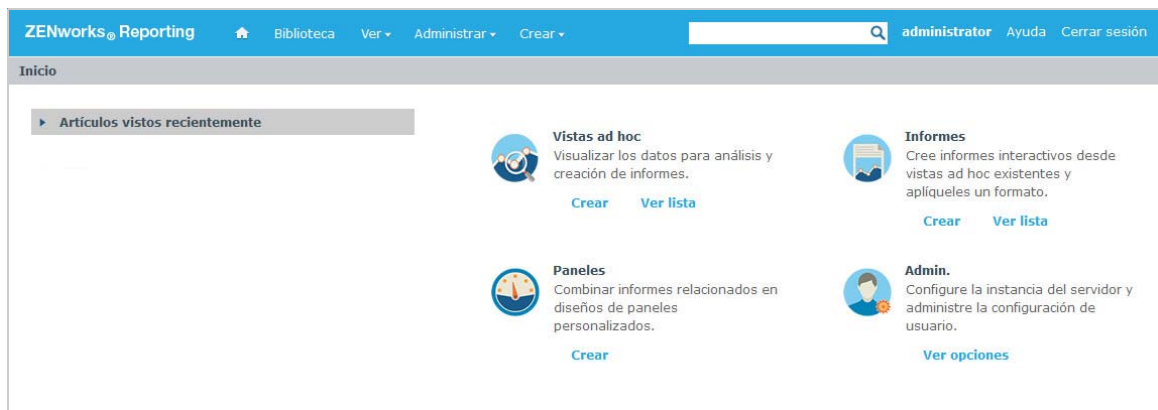 ZENworks® Reporting Biblioteca Ver Administrar Crear administrator Ayuda Cerrar sesión
Inicio
Artículos vistos recientemente
Vistas ad hoc
Visualizar los datos para análisis y
creación de informes.
Crear Ver lista
Informes
Cree informes interactivos desde
vistas ad hoc existentes y
aplíqueles un formato.
Crear Ver lista
Paneles
Combinar informes relacionados en
diseños de paneles
personalizados.
Crear
Admin.
Configure la instancia del servidor y
administre la configuración de
usuario.
Ver opciones